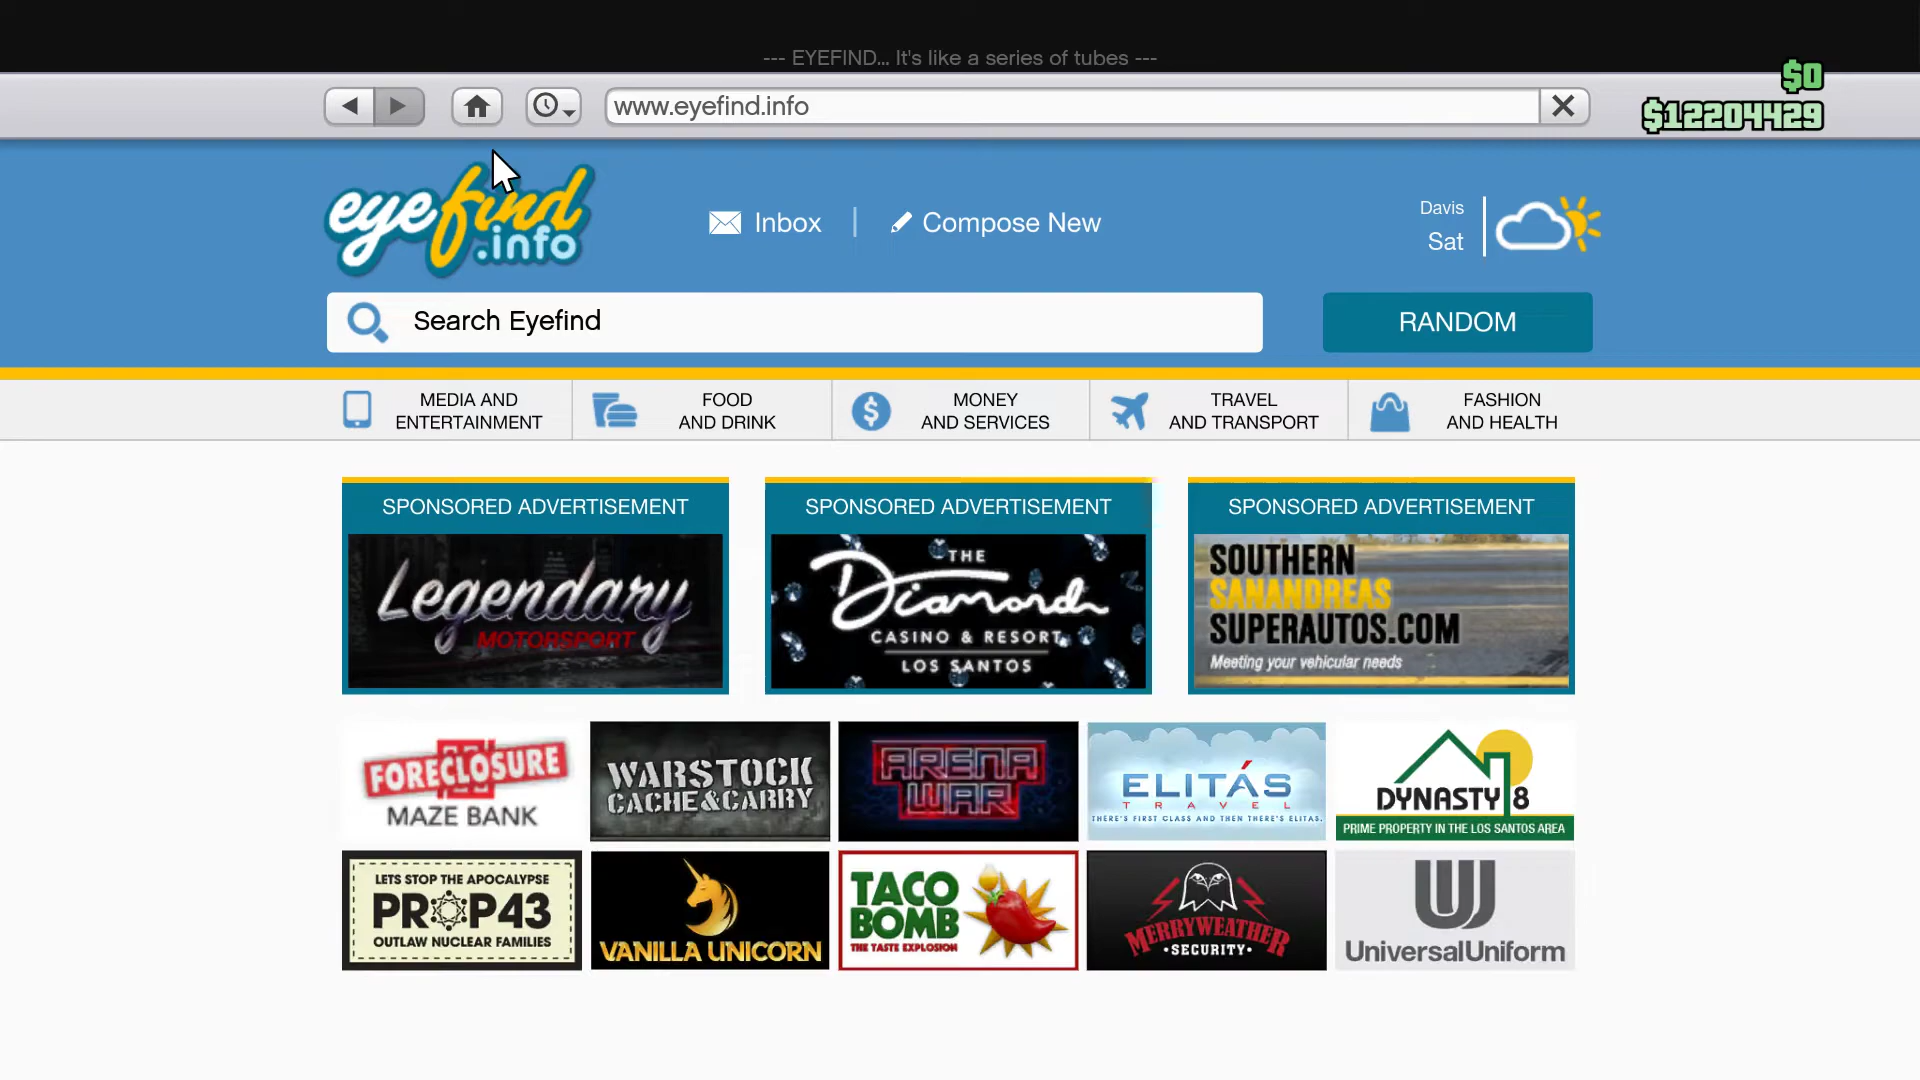 --- EYEFIND... It's like a series of tubes ---
$0
www.eyefind.info
$12204429
eyefind
.info
Inbox
Compose New
Davis
Sat
Search Eyefind
RANDOM
MEDIA AND
ENTERTAINMENT
FOOD
AND DRINK
MONEY
AND SERVICES
TRAVEL
AND TRANSPORT
FASHION
AND HEALTH
SPONSORED ADVERTISEMENT
Legendary
MOTORSPORT
SPONSORED ADVERTISEMENT
THE
Diamond
CASINO & RESORT
LOS SANTOS
SPONSORED ADVERTISEMENT
SOUTHERN
SANANDREAS
SUPERAUTOS.COM
Meeting your vehicular needs
FORECLOSURE
MAZE BANK
WARSTOCK
CACHE&CARRY
ARENA
WAR
ELITÁS
TRAVEL
THERE'S FIRST CLASS AND THEN THERE'S ELITAS.
DYNASTY 8
PRIME PROPERTY IN THE LOS SANTOS AREA
LETS STOP THE APOCALYPSE
PROP43
OUTLAW NUCLEAR FAMILIES
VANILLA UNICORN
TACO
BOMB
THE TASTE EXPLOSION
MERRYWEATHER
•SECURITY•
UniversalUniform